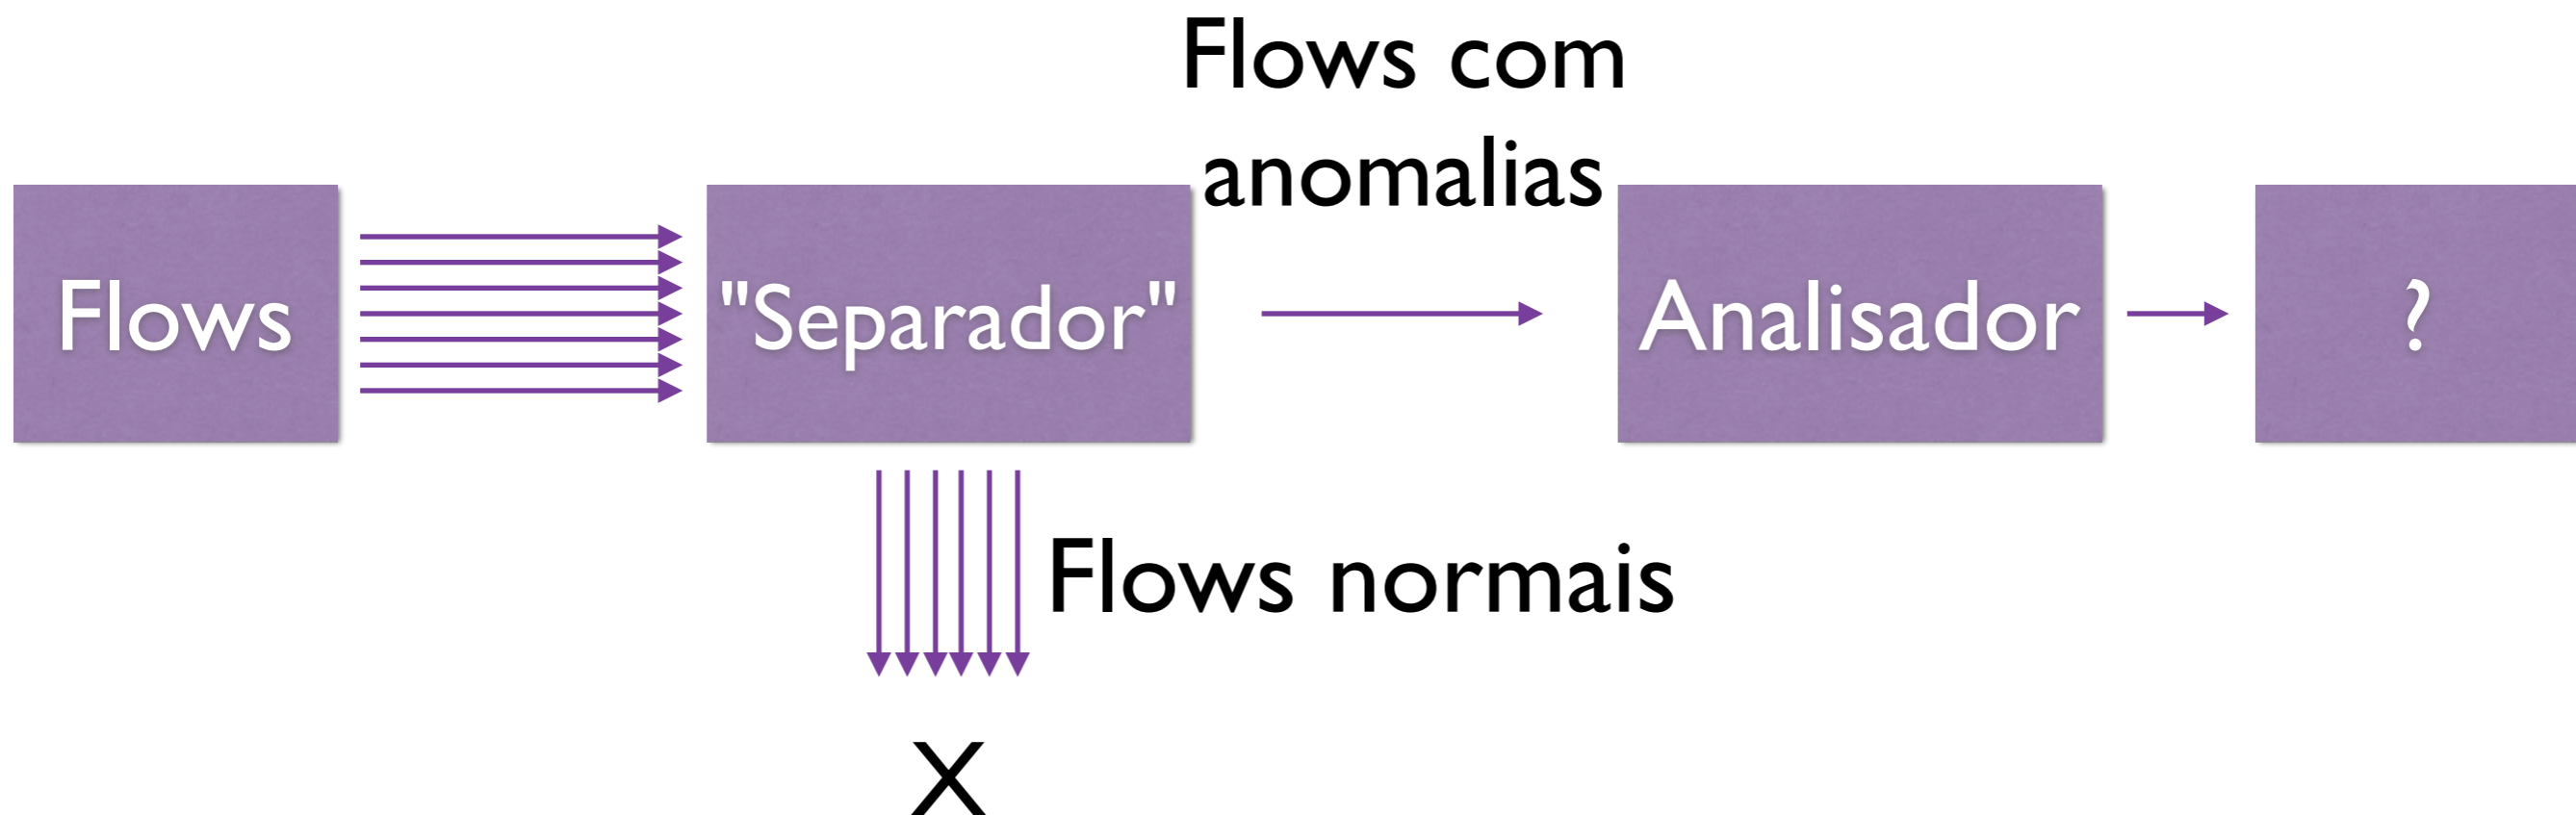 Flows com
anomalias
Flows
"Separador"
Analisador
?
Flows normais
X